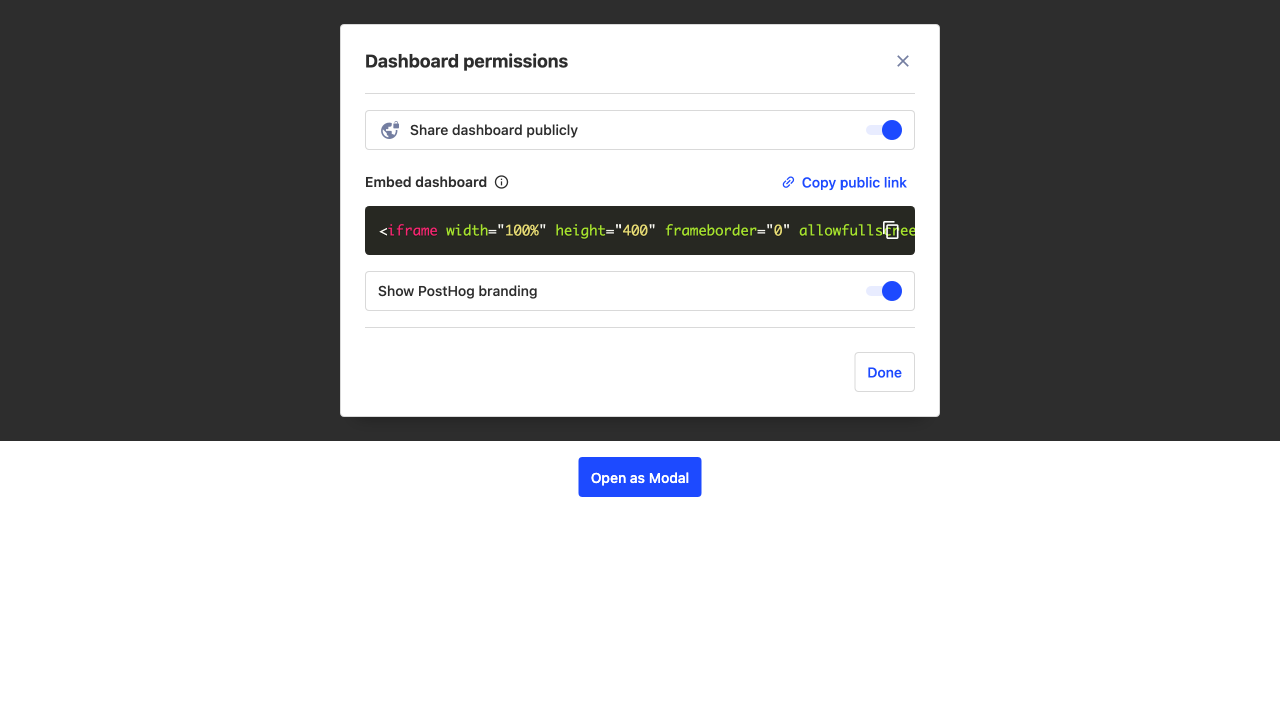 Dashboard permissions
Share dashboard publicly
Embed dashboard
Copy public link
<iframe width="100%" height="400" frameborder="0" allowfullscree
Show PostHog branding
Done
Open as Modal